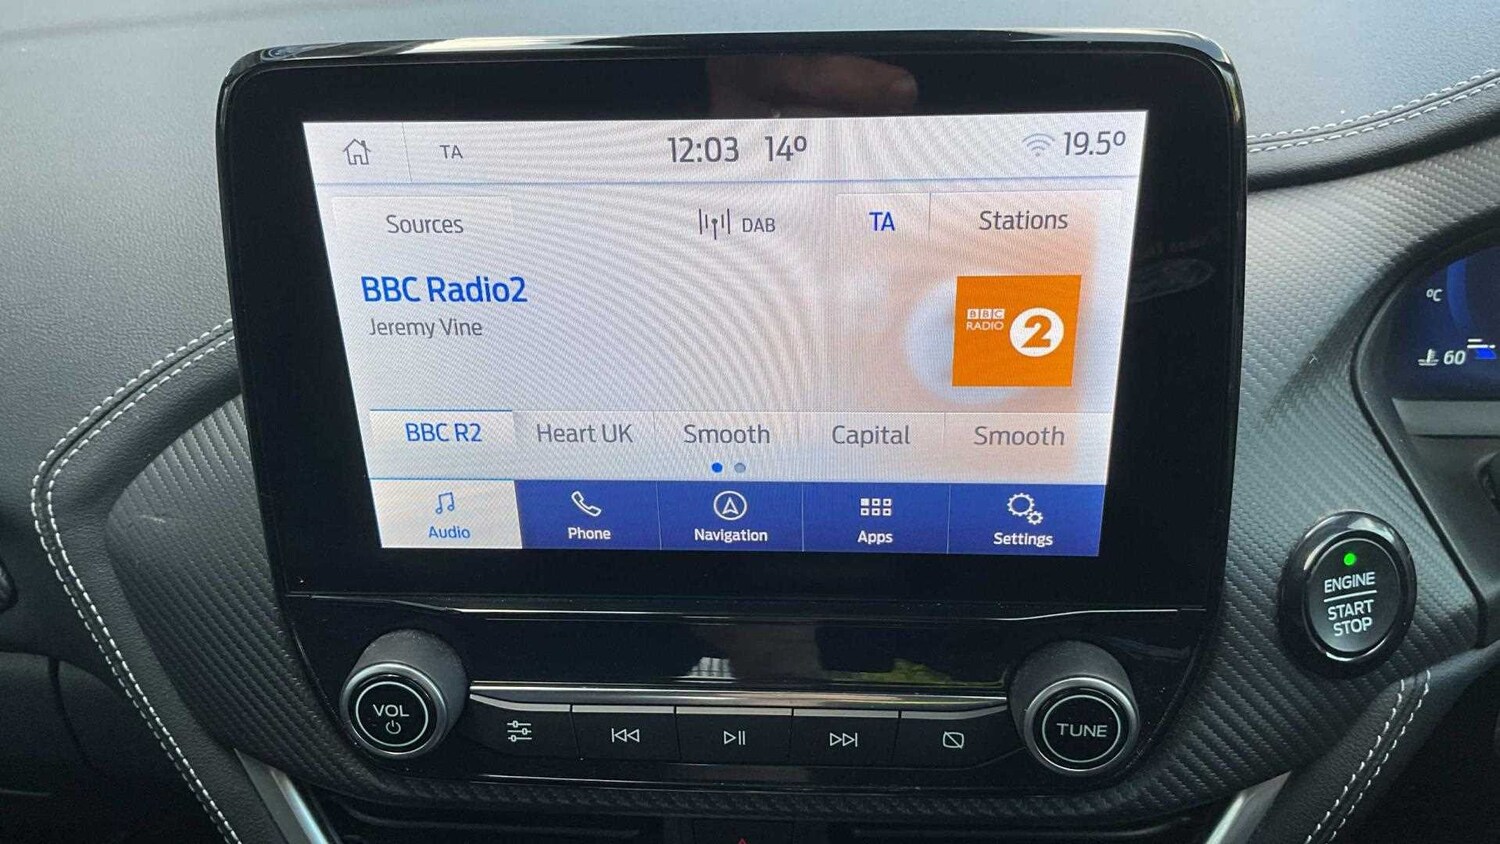 TA 12:03 14º 19.5º
Sources DAB TA Stations
BBC Radio2
Jeremy Vine
BBC
RADIO 2
BBC R2 Heart UK Smooth Capital Smooth
Audio Phone Navigation Apps Settings
ºC
60
ENGINE
START
STOP
VOL
TUNE